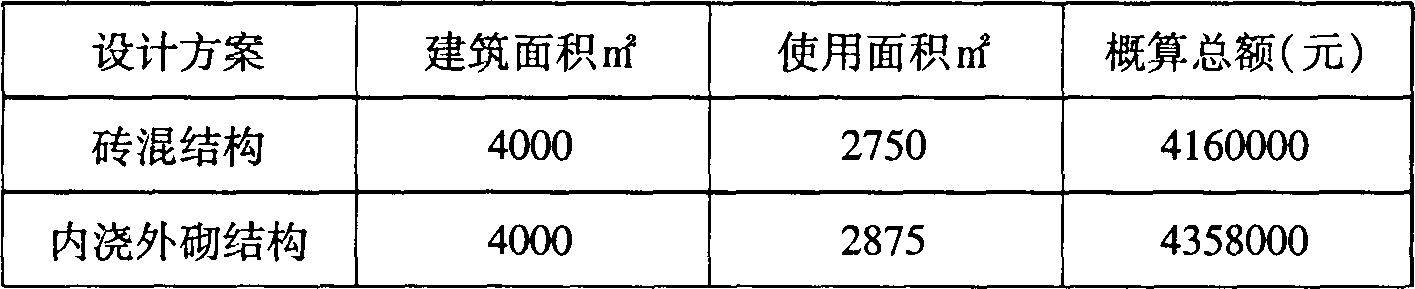 设计方案 建筑面积㎡ 使用面积㎡ 概算总额(元)
砖混结构 4000 2750 4160000
内浇外砌结构 4000 2875 4358000